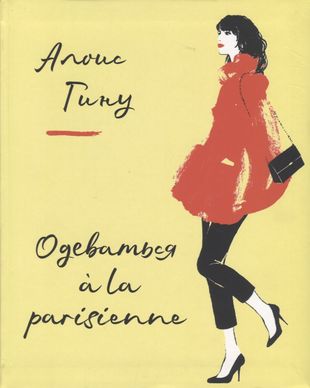 Алоис
Гину
Одеваться
à la
parisienne